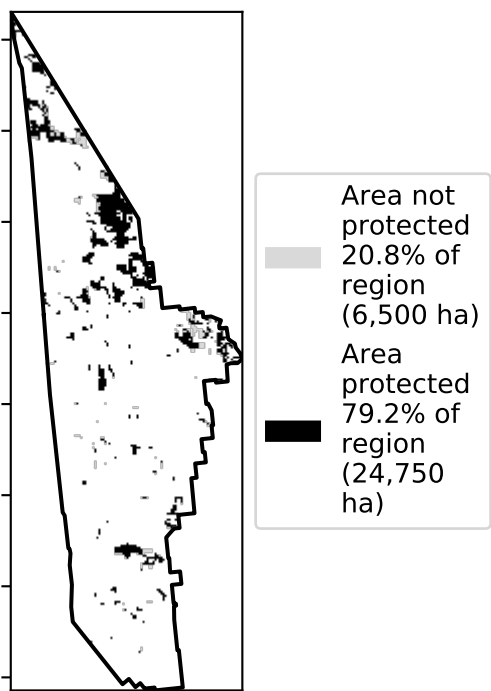 Area not
protected
20.8% of
region
(6,500 ha)
Area
protected
79.2% of
region
(24,750
ha)